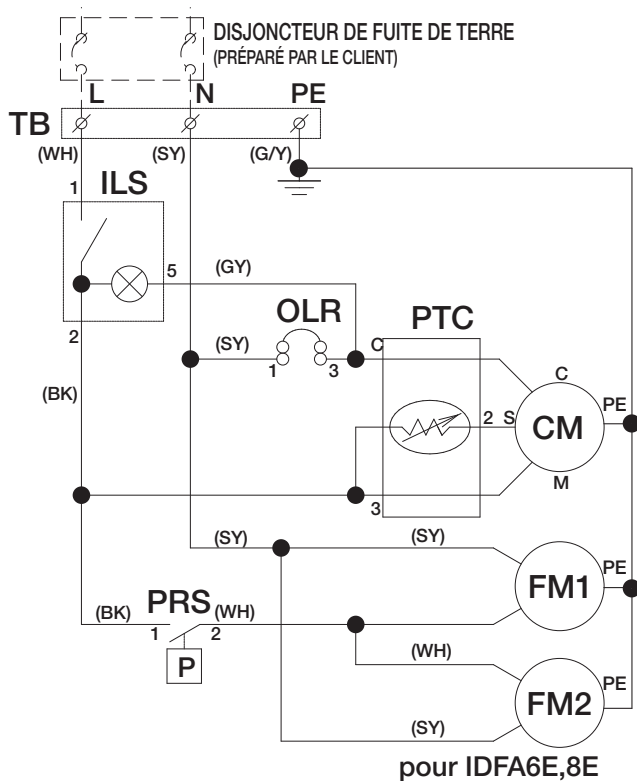 DISJONCTEUR DE FUITE DE TERRE
(PRÉPARÉ PAR LE CLIENT)
L N PE
TB
(WH) (SY) (G/Y)
1 ILS
5 (GY)
2
OLR PTC
(SY) 1 3 C
C
(BK)
2 S CM PE
M
3
(SY) (SY)
PE
FM1
PRS
(BK) 1 2 (WH)
P
(WH)
PE
FM2
(SY)
pour IDFA6E,8E